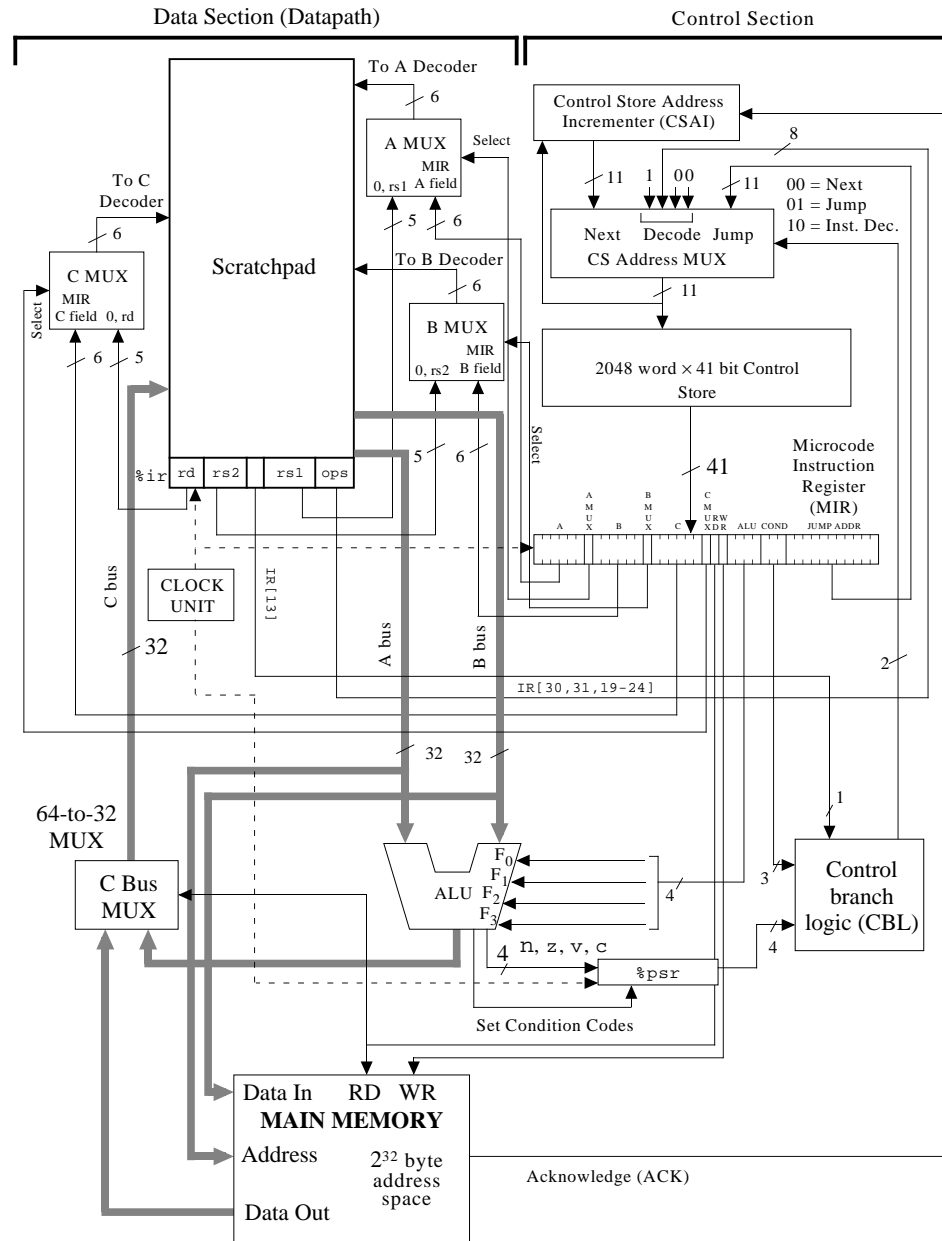 Data Section (Datapath)
Control Section
To A Decoder
6
A MUX
MIR
A field
0, rs1
Select
5
6
To C
Decoder
6
C MUX
MIR
C field
0, rd
Select
6
5
Scratchpad
To B Decoder
6
B MUX
MIR
B field
0, rs2
5
6
Select
Control Store Address
Incrementer (CSAI)
8
11
1
00
11
00 = Next
01 = Jump
10 = Inst. Dec.
Next Decode Jump
CS Address MUX
11
2048 word × 41 bit Control
Store
41
Microcode
Instruction
Register
(MIR)
A
A MUX
B
B MUX
C
C MUX
RD
WR
ALU
COND
JUMP ADDR
%ir
rd
rs2
rs1
ops
CLOCK
UNIT
IR[13]
C bus
32
A bus
B bus
IR[30,31,19-24]
2
32
32
64-to-32
MUX
C Bus
MUX
ALU
F0
F1
F2
F3
4
1
3
Control
branch
logic (CBL)
4
4
n, z, v, c
%psr
Set Condition Codes
Data In RD WR
MAIN MEMORY
Address
2^32 byte
address
space
Data Out
Acknowledge (ACK)